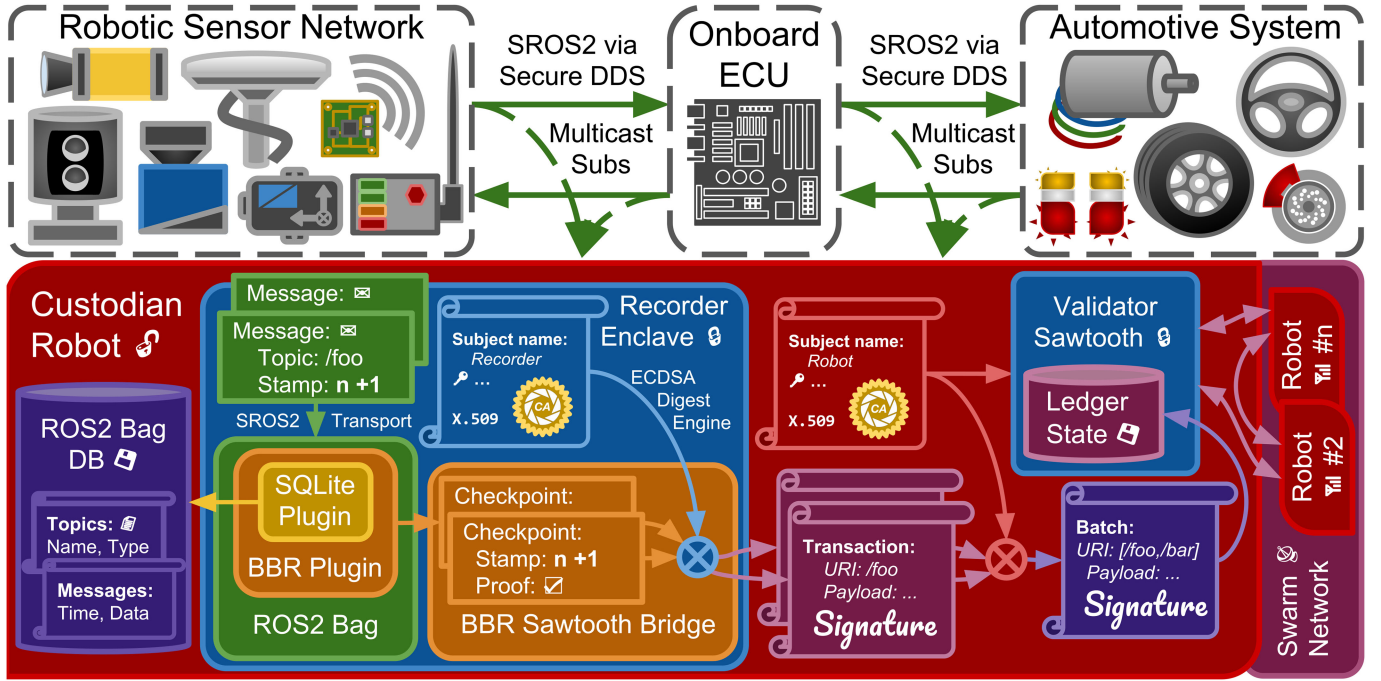 Robotic Sensor Network
SROS2 via
Secure DDS
Multicast
Subs
Onboard
ECU
SROS2 via
Secure DDS
Multicast
Subs
Automotive System
Custodian
Robot
ROS2 Bag
DB
Topics:
Name, Type
Messages:
Time, Data
Message:
Message:
Topic: /foo
Stamp: n +1
SROS2 Transport
SQLite
Plugin
BBR Plugin
ROS2 Bag
Recorder
Enclave
Subject name:
Recorder
...
X.509
CA
ECDSA
Digest
Engine
Checkpoint:
Checkpoint:
Stamp: n +1
Proof:
BBR Sawtooth Bridge
Subject name:
Robot
...
X.509
CA
Transaction:
URI: /foo
Payload: ...
Signature
Validator
Sawtooth
Ledger
State
Batch:
URI: [/foo,/bar]
Payload: ...
Signature
Robot
#n
Robot
#2
Swarm
Network